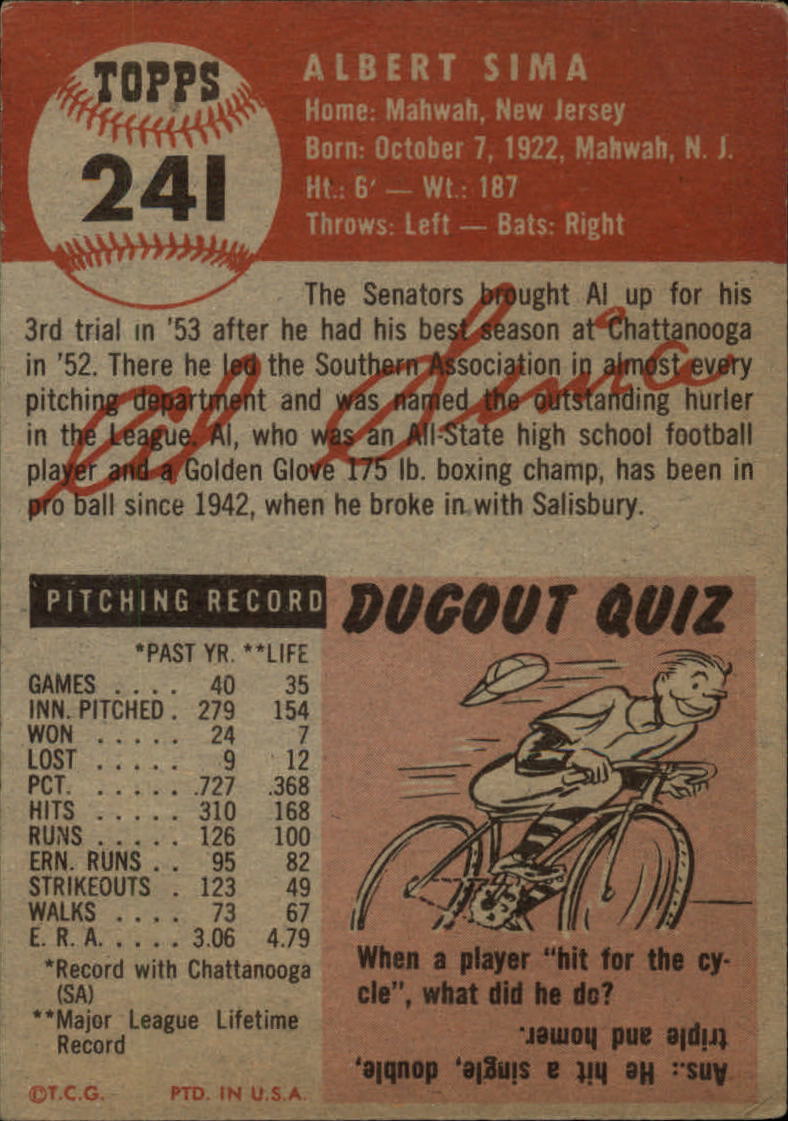 TOPPS
241
ALBERT SIMA
Home: Mahwah, New Jersey
Born: October 7, 1922, Mahwah, N. J.
Ht.: 6' — Wt.: 187
Throws: Left — Bats: Right
The Senators brought Al up for his
3rd trial in '53 after he had his best season at Chattanooga
in '52. There he led the Southern Association in almost every
pitching department and was named the outstanding hurler
in the League. Al, who was an All-State high school football
player and a Golden Glove 175 lb. boxing champ, has been in
pro ball since 1942, when he broke in with Salisbury.
Al Sima
PITCHING RECORD
*PAST YR. **LIFE
GAMES . . . . 40 35
INN. PITCHED . 279 154
WON . . . . . 24 7
LOST . . . . . 9 12
PCT. . . . . . .727 .368
HITS . . . . . 310 168
RUNS . . . . . 126 100
ERN. RUNS . . 95 82
STRIKEOUTS . 123 49
WALKS . . . . 73 67
E. R. A. . . . . 3.06 4.79
*Record with Chattanooga
(SA)
**Major League Lifetime
Record
©T.C.G. PTD. IN U.S.A.
DUGOUT QUIZ
When a player "hit for the cy-
cle", what did he do?
Ans.: He hit a single, double,
triple and homer.